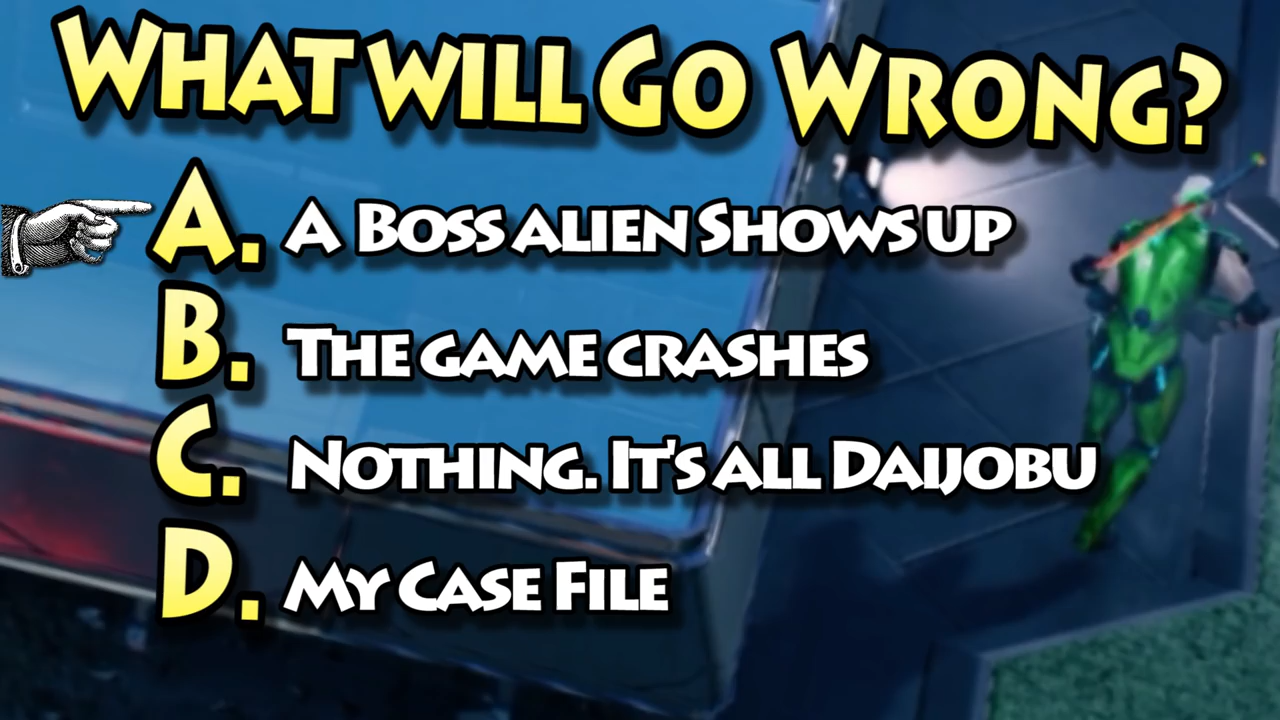 What will Go Wrong?
A. A Boss alien Shows up
B. The game crashes
C. Nothing. It's all Daijobu
D. My Case File